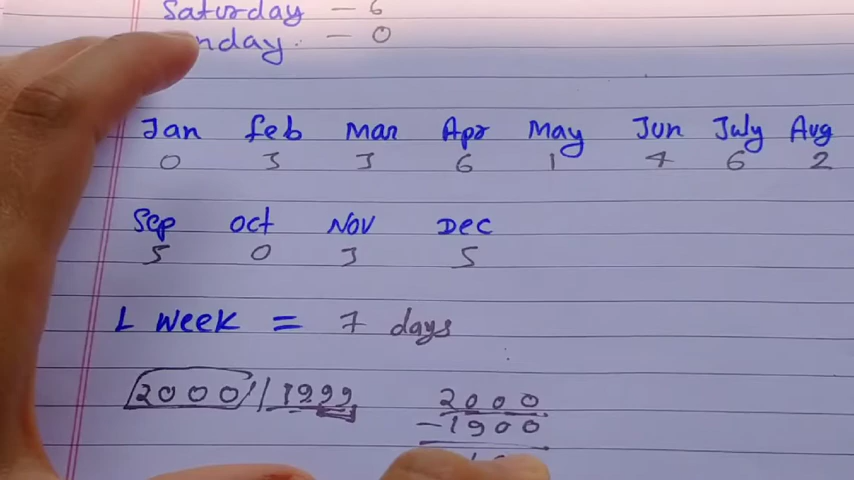 Saturday - 6
nday. - 0
Jan feb Mar Apr May Jun July Aug
0 3 3 6 1 4 6 2
Sep Oct Nov Dec
5 0 3 5
1 week = 7 days
2000 // 1999 2000
- 1900